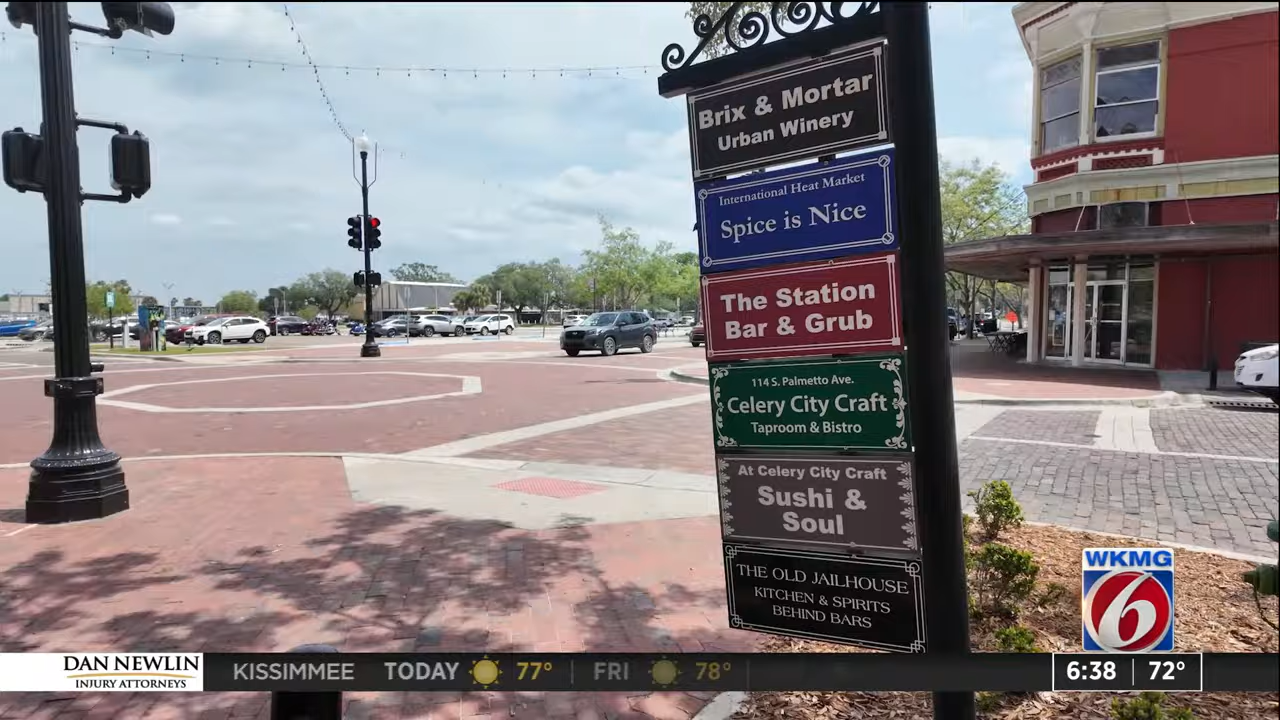 Brix & Mortar
Urban Winery
International Heat Market
Spice is Nice
The Station
Bar & Grub
114 S. Palmetto Ave.
Celery City Craft
Taproom & Bistro
At Celery City Craft
Sushi &
Soul
THE OLD JAILHOUSE
KITCHEN & SPIRITS
BEHIND BARS
WKMG
6
DAN NEWLIN
INJURY ATTORNEYS
KISSIMMEE TODAY 77° FRI 78°
6:38 72°